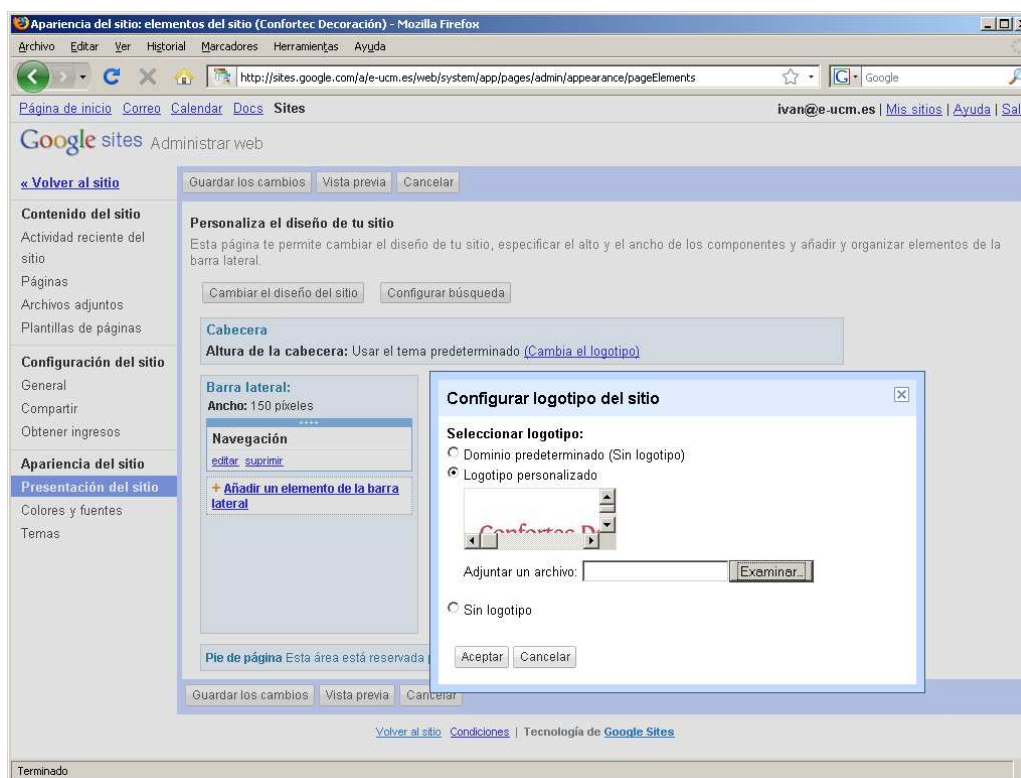 Apariencia del sitio: elementos del sitio (Confortec Decoración) - Mozilla Firefox
Archivo Editar Ver Historial Marcadores Herramientas Ayuda
http://sites.google.com/a/e-ucm.es/web/system/app/pages/admin/appearance/pageElements
G Google
Página de inicio Correo Calendar Docs Sites
ivan@e-ucm.es | Mis sitios | Ayuda | Sal
Google sites Administrar web
« Volver al sitio
Guardar los cambios Vista previa Cancelar
Contenido del sitio
Actividad reciente del
sitio
Páginas
Archivos adjuntos
Plantillas de páginas
Configuración del sitio
General
Compartir
Obtener ingresos
Apariencia del sitio
Presentación del sitio
Colores y fuentes
Temas
Personaliza el diseño de tu sitio
Esta página te permite cambiar el diseño de tu sitio, especificar el alto y el ancho de los componentes y añadir y organizar elementos de la
barra lateral.
Cambiar el diseño del sitio Configurar búsqueda
Cabecera
Altura de la cabecera: Usar el tema predeterminado (Cambia el logotipo)
Barra lateral:
Ancho: 150 píxeles
Navegación
editar suprimir
+ Añadir un elemento de la barra
lateral
Configurar logotipo del sitio
Seleccionar logotipo:
Dominio predeterminado (Sin logotipo)
Logotipo personalizado
Confortec D
Adjuntar un archivo: Examinar...
Sin logotipo
Aceptar Cancelar
Pie de página Esta área está reservada
Guardar los cambios Vista previa Cancelar
Volver al sitio Condiciones | Tecnología de Google Sites
Terminado